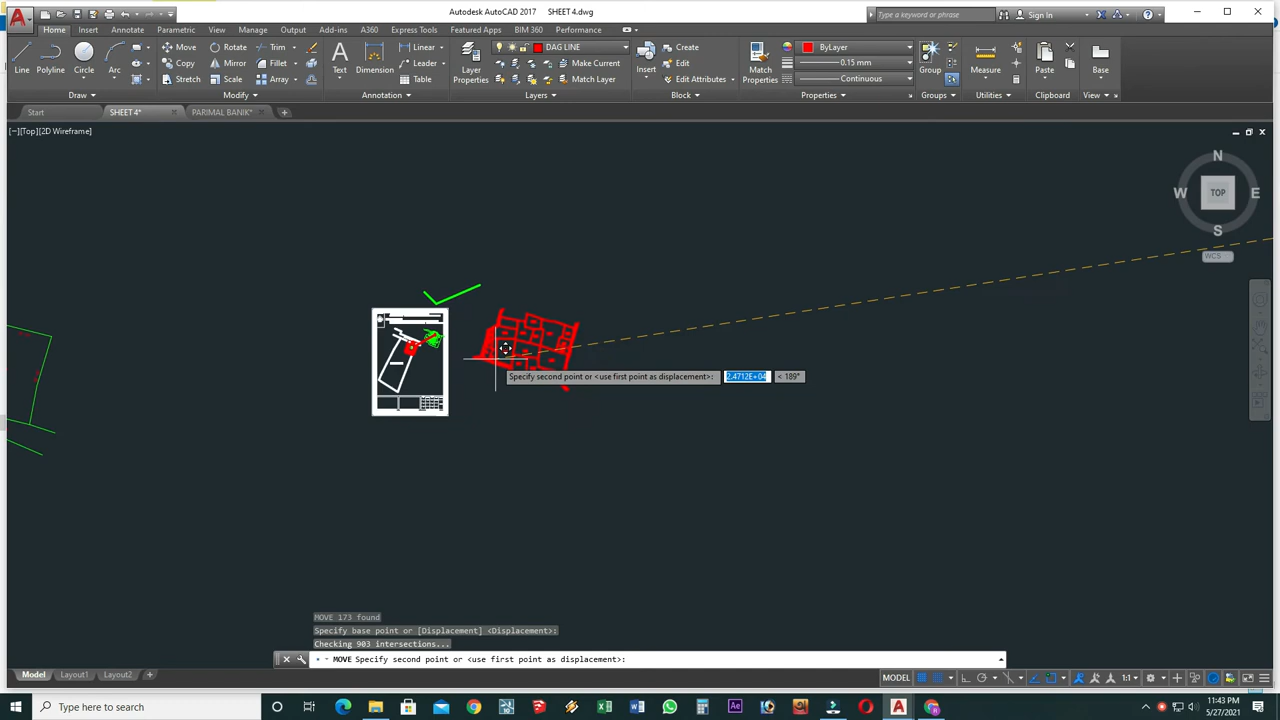 Autodesk AutoCAD 2017 SHEET 4.dwg
Type a keyword or phrase
Sign In
Home Insert Annotate Parametric View Manage Output Add-ins A360 Express Tools Featured Apps BIM 360 Performance
Line Polyline Circle Arc
Move Rotate Trim
Copy Mirror Fillet
Stretch Scale Array
Text Dimension
Linear
Leader
Table
Layer Properties
DAG LINE
Make Current
Match Layer
Insert
Create
Edit
Edit Attributes
Match Properties
ByLayer
0.15 mm
Continuous
Group Measure Paste Base
Draw Modify Annotation Layers Block Properties Groups Utilities Clipboard View
Start SHEET 4* PARIMAL BANIK*
[−][Top][2D Wireframe]
N
W TOP E
S
WCS
Specify second point or <use first point as displacement>: 2.4712E+04 < 189°
MOVE 173 found
Specify base point or [Displacement] <Displacement>:
Checking 903 intersections...
MOVE Specify second point or <use first point as displacement>:
Model Layout1 Layout2
MODEL 1:1
Type here to search
11:43 PM
5/27/2021